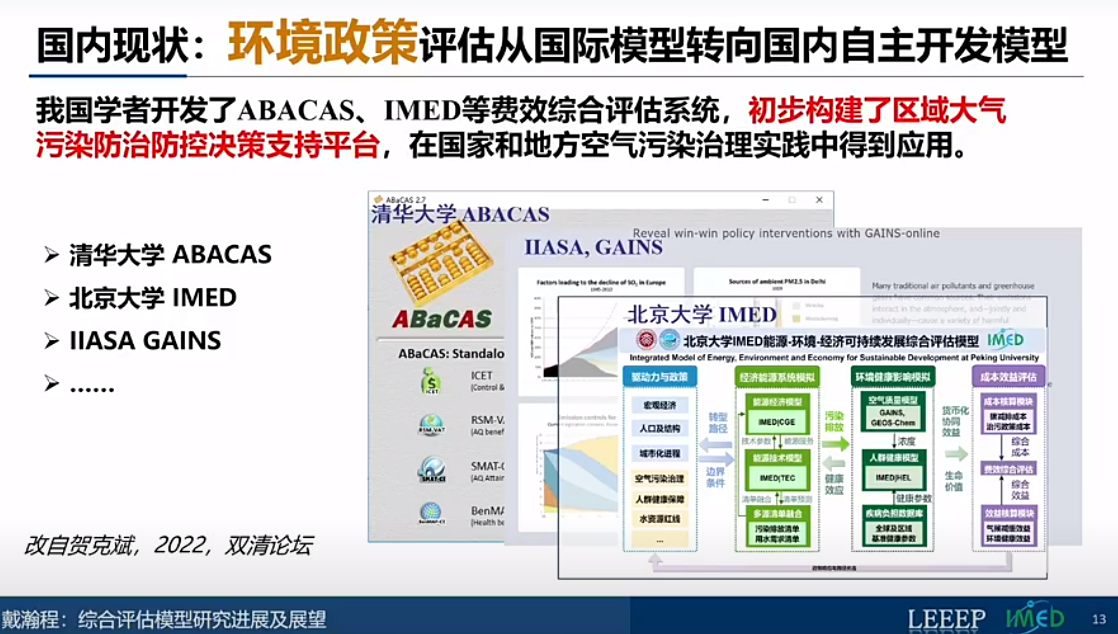 国内现状：环境政策评估从国际模型转向国内自主开发模型
我国学者开发了ABACAS、IMED等费效综合评估系统，初步构建了区域大气
污染防治防控决策支持平台，在国家和地方空气污染治理实践中得到应用。
清华大学 ABACAS
北京大学 IMED
IIASA GAINS
……
ABaCAS 2.7
清华大学 ABACAS
ABaCAS
ABaCAS: Standalo
ICET
(Control &
RSM-V
(AQ benef
SMAT-C
(AQ Attain
BenMA
(Health be
Reveal win-win policy interventions with GAINS-online
IIASA, GAINS
Factors leading to the decline of SO2 in Europe
Sources of ambient PM2.5 in Delhi
Many traditional air pollutants and greenhouse
北京大学 IMED
北京大学IMED能源-环境-经济可持续发展综合评估模型 IMED
Integrated Model of Energy, Environment and Economy for Sustainable Development at Peking University
驱动力与政策
宏观经济
人口及结构
城市化进程
空气污染治理
人群健康保障
水资源红线
...
转型
路径
边界
条件
经济能源系统模拟
能源经济模型
IMED|CGE
技术参数
能源服务
能源技术模型
IMED|TEC
清单融合
清单预测
多源清单融合
污染排放清单
用水需求清单
污染
排放
健康
效应
环境健康影响模拟
空气质量模型
GAINS,
GEOS-Chem
浓度
人群健康模型
IMED|HEL
健康参数
疾病负担数据库
全球及区域
基准健康参数
货币化
协同
效益
生命
价值
成本效益评估
成本核算模块
碳减排成本
治污政策成本
综合
成本
费效综合评估
综合
效益
效益核算模块
气候减缓效益
环境健康效益
改自贺克斌，2022，双清论坛
戴瀚程：综合评估模型研究进展及展望
LEEEP
IMED
13